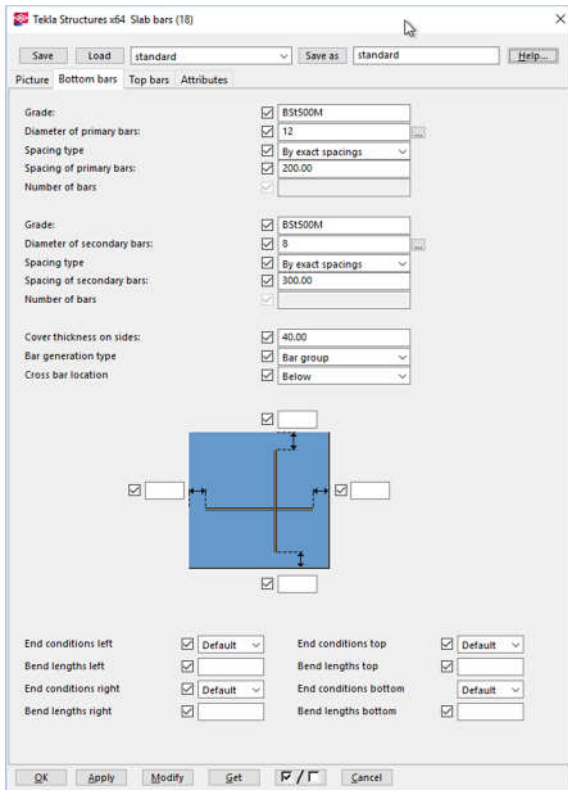 Tekla Structures x64 Slab bars (18)
Save Load standard Save as standard Help...
Picture Bottom bars Top bars Attributes
Grade: BSt500M
Diameter of primary bars: 12 ...
Spacing type By exact spacings
Spacing of primary bars: 200.00
Number of bars
Grade: BSt500M
Diameter of secondary bars: 8 ...
Spacing type By exact spacings
Spacing of secondary bars: 300.00
Number of bars
Cover thickness on sides: 40.00
Bar generation type Bar group
Cross bar location Below
End conditions left Default End conditions top Default
Bend lengths left Bend lengths top
End conditions right Default End conditions bottom Default
Bend lengths right Bend lengths bottom
OK Apply Modify Get / Cancel